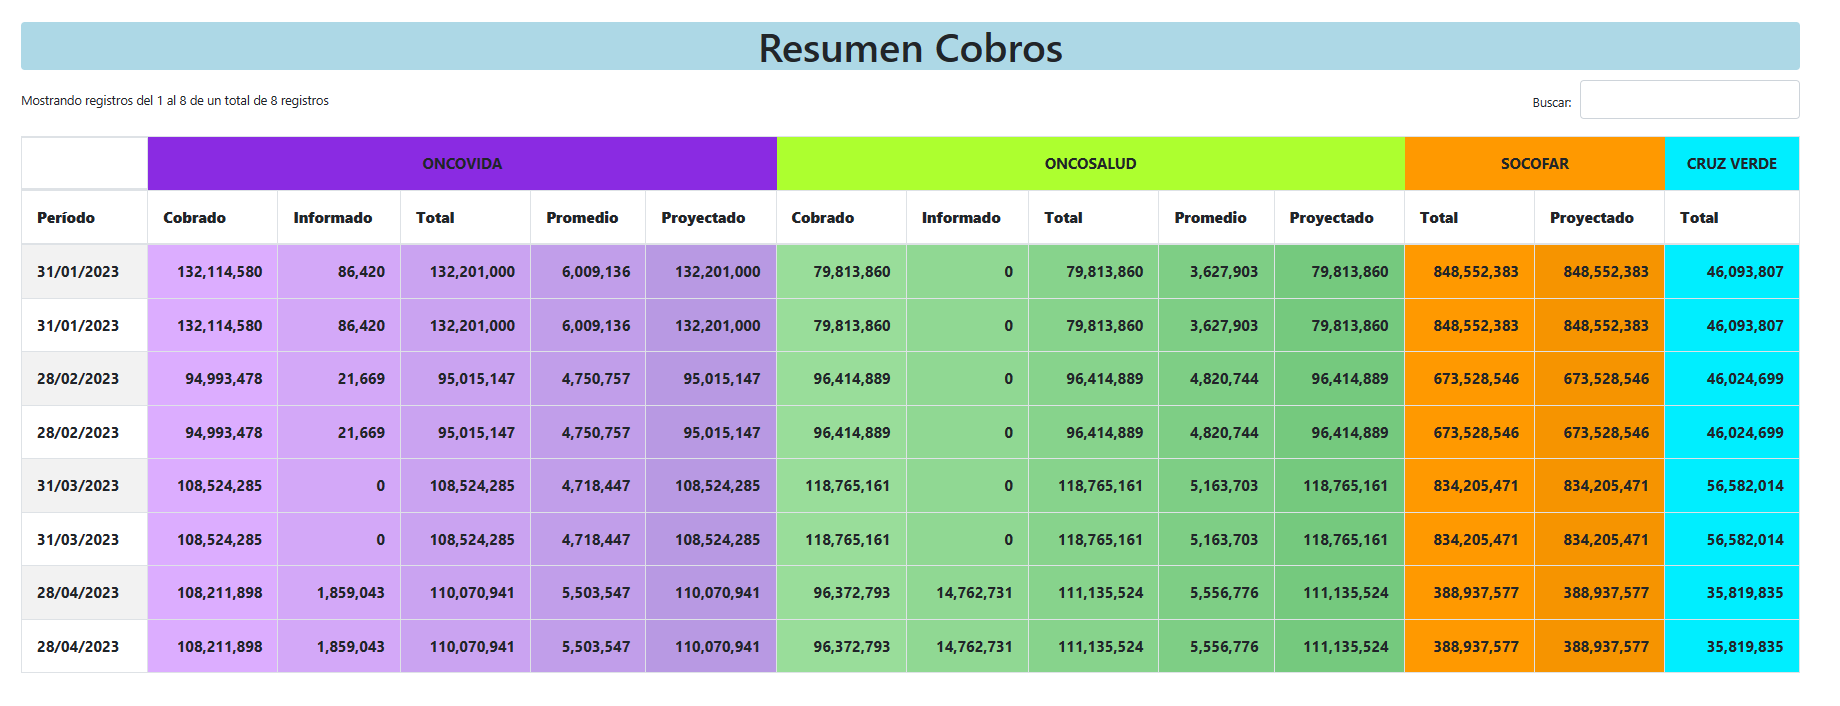 Resumen Cobros
Mostrando registros del 1 al 8 de un total de 8 registros
Buscar:
ONCOVIDA ONCOSALUD SOCOFAR CRUZ VERDE
Período Cobrado Informado Total Promedio Proyectado Cobrado Informado Total Promedio Proyectado Total Proyectado Total
31/01/2023 132,114,580 86,420 132,201,000 6,009,136 132,201,000 79,813,860 0 79,813,860 3,627,903 79,813,860 848,552,383 848,552,383 46,093,807
31/01/2023 132,114,580 86,420 132,201,000 6,009,136 132,201,000 79,813,860 0 79,813,860 3,627,903 79,813,860 848,552,383 848,552,383 46,093,807
28/02/2023 94,993,478 21,669 95,015,147 4,750,757 95,015,147 96,414,889 0 96,414,889 4,820,744 96,414,889 673,528,546 673,528,546 46,024,699
28/02/2023 94,993,478 21,669 95,015,147 4,750,757 95,015,147 96,414,889 0 96,414,889 4,820,744 96,414,889 673,528,546 673,528,546 46,024,699
31/03/2023 108,524,285 0 108,524,285 4,718,447 108,524,285 118,765,161 0 118,765,161 5,163,703 118,765,161 834,205,471 834,205,471 56,582,014
31/03/2023 108,524,285 0 108,524,285 4,718,447 108,524,285 118,765,161 0 118,765,161 5,163,703 118,765,161 834,205,471 834,205,471 56,582,014
28/04/2023 108,211,898 1,859,043 110,070,941 5,503,547 110,070,941 96,372,793 14,762,731 111,135,524 5,556,776 111,135,524 388,937,577 388,937,577 35,819,835
28/04/2023 108,211,898 1,859,043 110,070,941 5,503,547 110,070,941 96,372,793 14,762,731 111,135,524 5,556,776 111,135,524 388,937,577 388,937,577 35,819,835